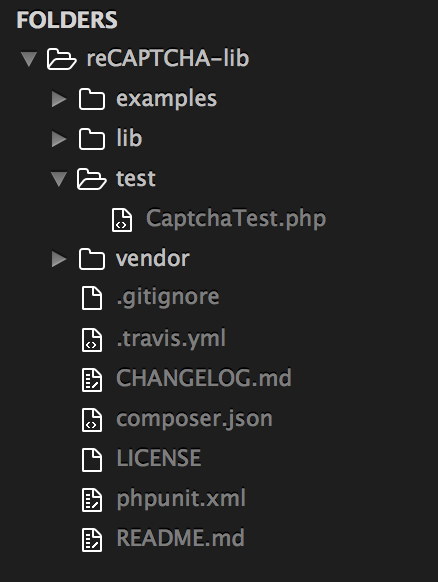 FOLDERS
reCAPTCHA-lib
examples
lib
test
CaptchaTest.php
vendor
.gitignore
.travis.yml
CHANGELOG.md
composer.json
LICENSE
phpunit.xml
README.md